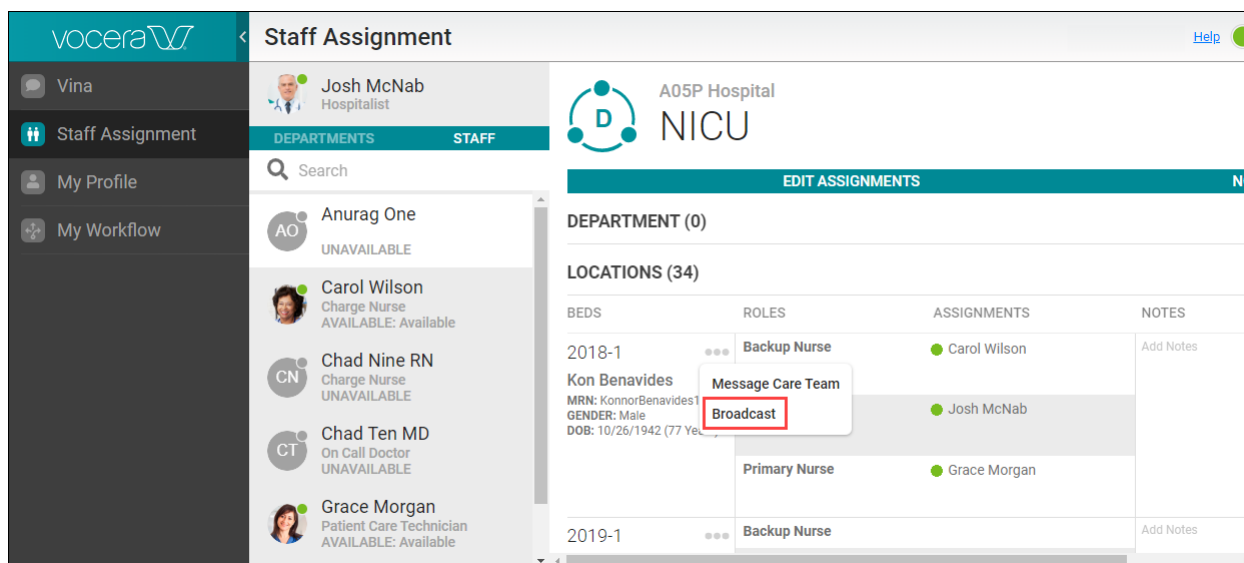 vocera
Staff Assignment
Help
Vina
Staff Assignment
My Profile
My Workflow
Josh McNab
Hospitalist
DEPARTMENTS STAFF
Search
AO
Anurag One
UNAVAILABLE
Carol Wilson
Charge Nurse
AVAILABLE: Available
CN
Chad Nine RN
Charge Nurse
UNAVAILABLE
CT
Chad Ten MD
On Call Doctor
UNAVAILABLE
Grace Morgan
Patient Care Technician
AVAILABLE: Available
D
A05P Hospital
NICU
EDIT ASSIGNMENTS
DEPARTMENT (0)
LOCATIONS (34)
BEDS ROLES ASSIGNMENTS NOTES
2018-1 Backup Nurse Carol Wilson Add Notes
Kon Benavides
MRN: KonnorBenavides1
GENDER: Male
DOB: 10/26/1942 (77
Message Care Team
Broadcast
Josh McNab
Primary Nurse Grace Morgan
2019-1 Backup Nurse Add Notes